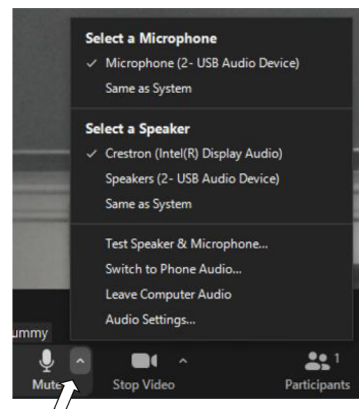 Select a Microphone
✓ Microphone (2- USB Audio Device)
Same as System
Select a Speaker
✓ Crestron (Intel(R) Display Audio)
Speakers (2- USB Audio Device)
Same as System
Test Speaker & Microphone...
Switch to Phone Audio...
Leave Computer Audio
Audio Settings...
ummy
1
Mute
Stop Video
Participants